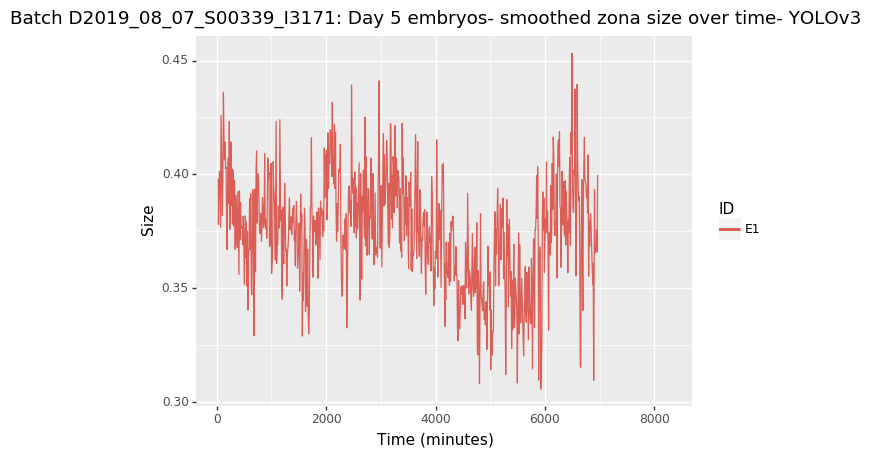 Batch D2019_08_07_S00339_I3171: Day 5 embryos- smoothed zona size over time- YOLOv3
0.45
0.40
0.35
0.30
Size
0
2000
4000
6000
8000
Time (minutes)
ID
E1